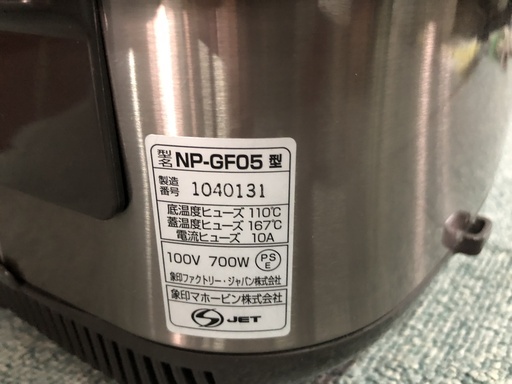 型名 NP-GF05 型
製造番号 1040131
底温度ヒューズ 110℃
蓋温度ヒューズ 167℃
電流ヒューズ 10A
100V 700W PSE
象印ファクトリー・ジャパン株式会社
象印マホービン株式会社
JET